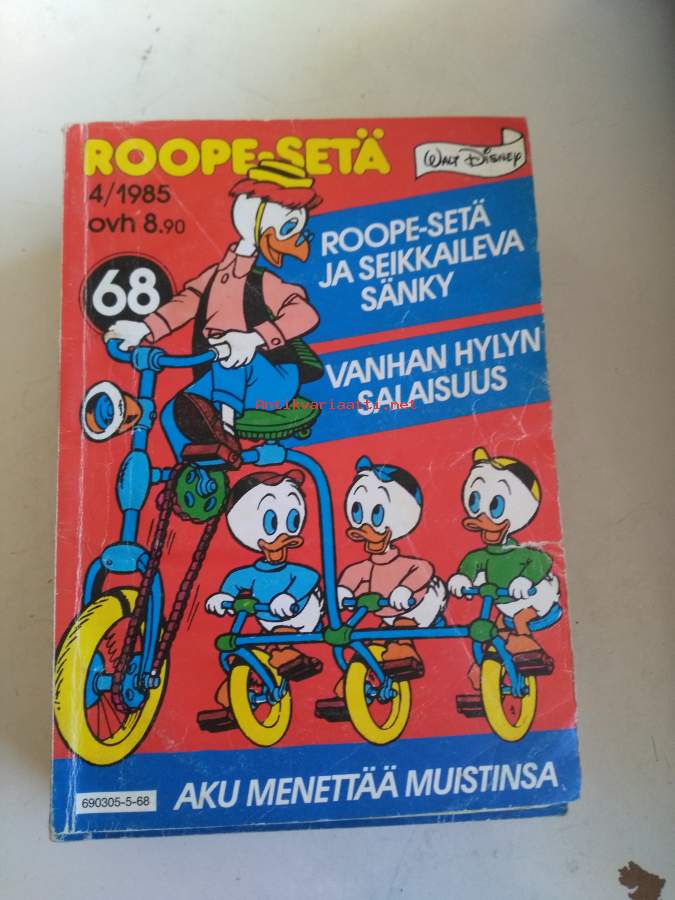 ROOPE-SETÄ
WALT DISNEY
4/1985
ovh 8.90
68
ROOPE-SETÄ
JA SEIKKAILEVA
SÄNKY
VANHAN HYLYN
SALAISUUS
Antikvariaatti.net
690305-5-68
AKU MENETTÄÄ MUISTINSA